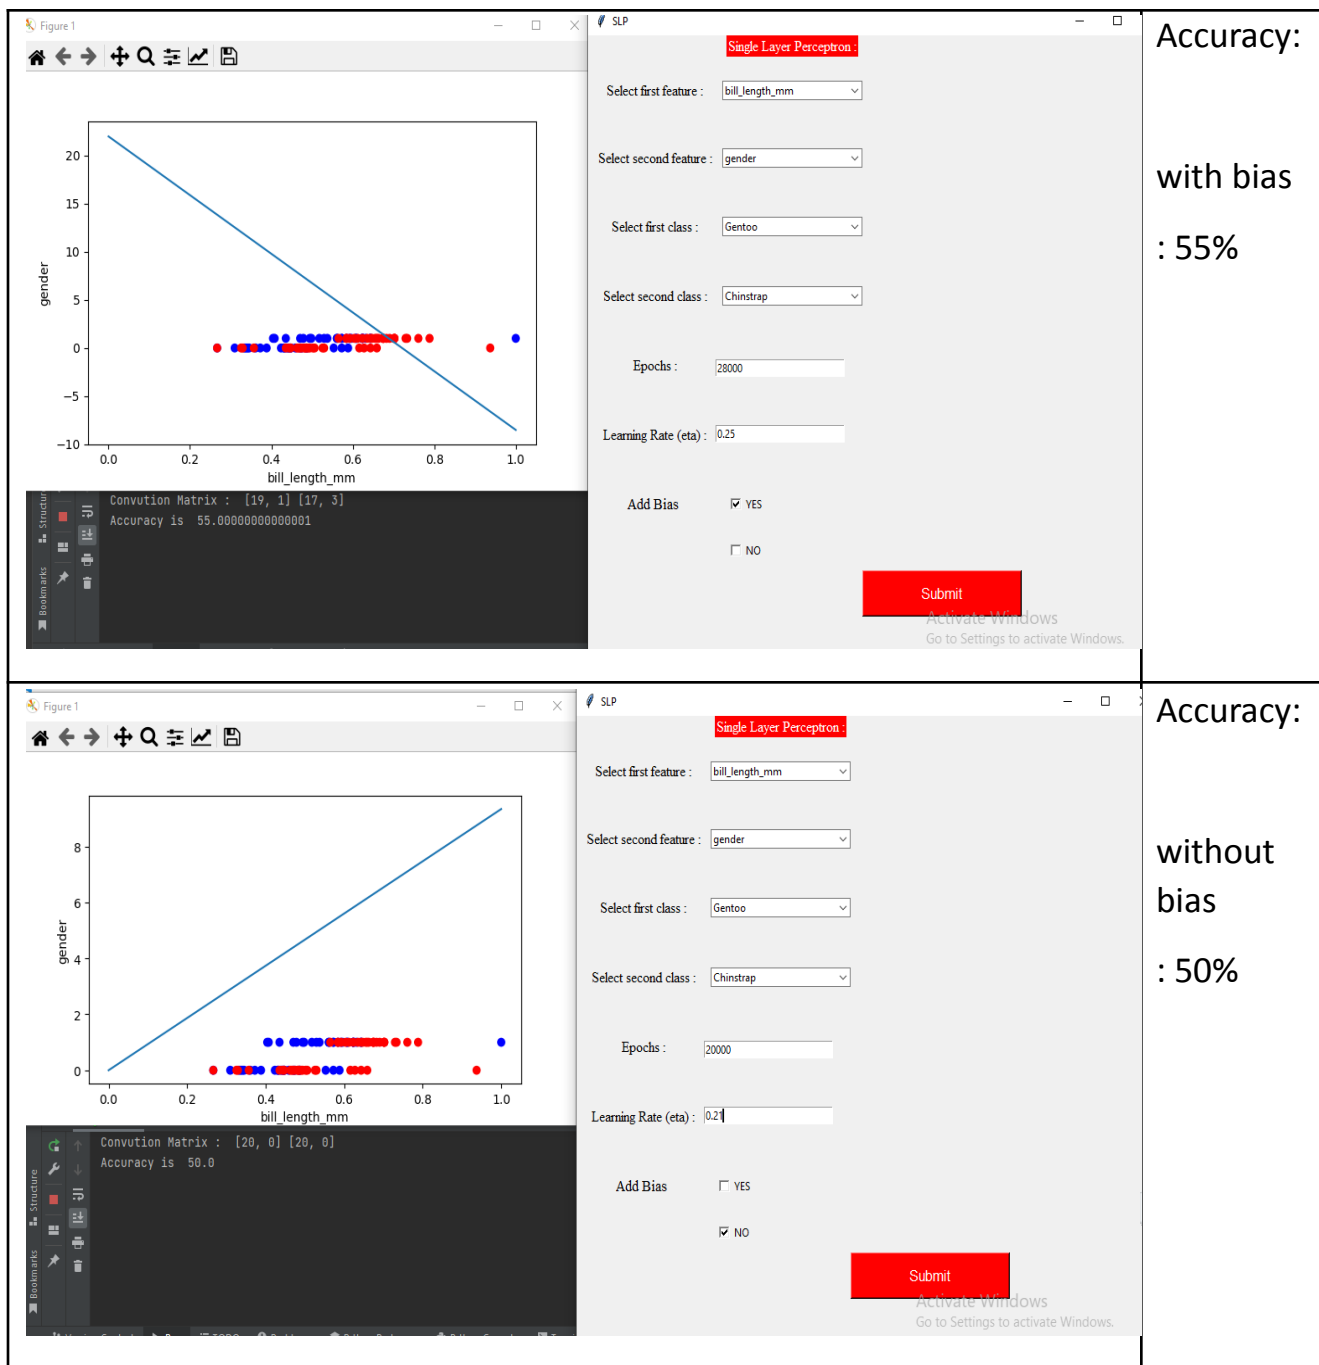 Figure 1
SLP
Accuracy:
Single Layer Perceptron :
Select first feature :
bill_length_mm
Select second feature :
gender
with bias
Select first class :
Gentoo
: 55%
Select second class :
Chinstrap
Epochs :
28000
Learning Rate (eta) :
0.25
Add Bias
YES
NO
Submit
Activate Windows
Go to Settings to activate Windows.
20
15
10
5
0
−5
−10
gender
0.0 0.2 0.4 0.6 0.8 1.0
bill_length_mm
Structur
Bookmarks
Convution Matrix : [19, 1] [17, 3]
Accuracy is 55.00000000000001
Figure 1
SLP
Accuracy:
Single Layer Perceptron :
Select first feature :
bill_length_mm
Select second feature :
gender
without
bias
Select first class :
Gentoo
: 50%
Select second class :
Chinstrap
Epochs :
20000
Learning Rate (eta) :
0.21
Add Bias
YES
NO
Submit
Activate Windows
Go to Settings to activate Windows.
8
6
4
2
0
gender
0.0 0.2 0.4 0.6 0.8 1.0
bill_length_mm
Structure
Bookmarks
Convution Matrix : [20, 0] [20, 0]
Accuracy is 50.0